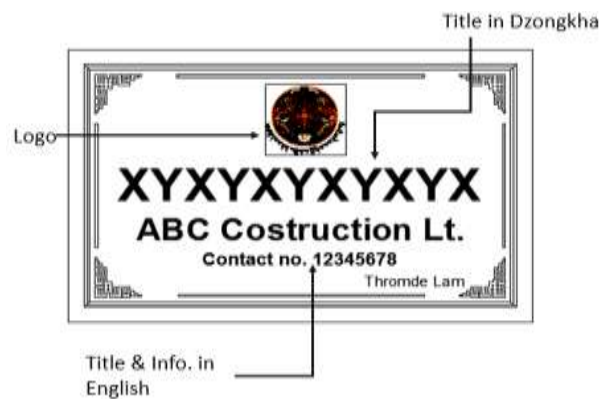 Title in Dzongkha
Logo
XYXYXYXYXYX
ABC Costruction Lt.
Contact no. 12345678
Thromde Lam
Title & Info. in
English